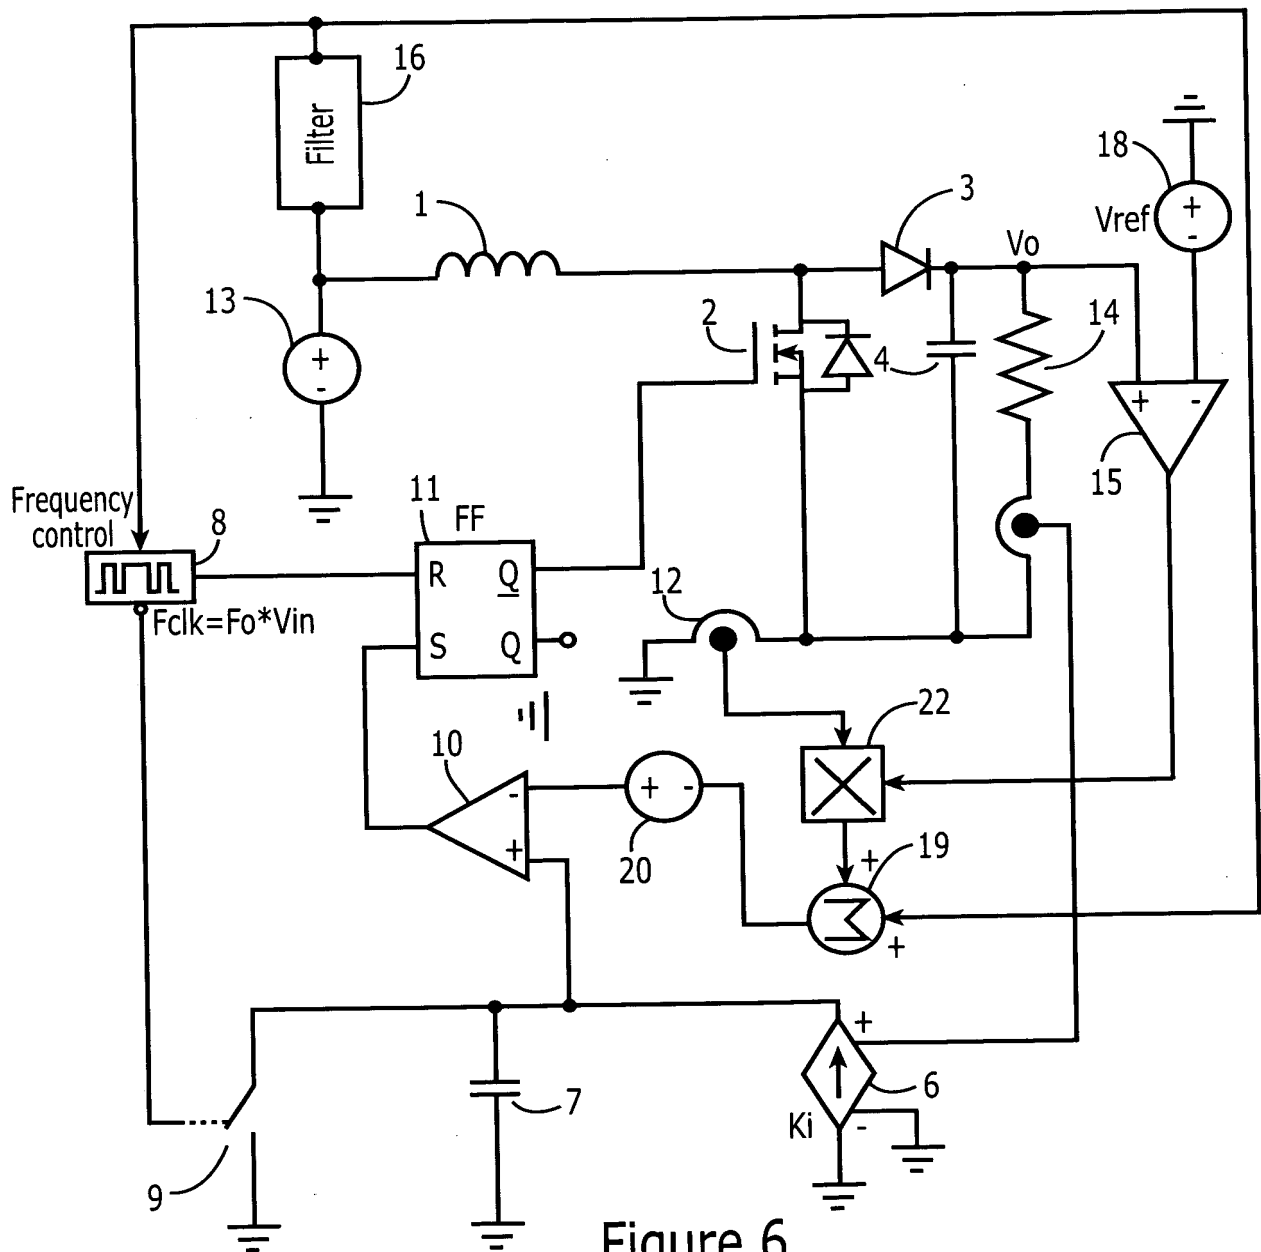 16
Filter
18
1
3
Vref
+
-
Vo
13
2
14
4
+
-
+ -
15
Frequency
control
11
FF
8
R Q
12
Fclk=Fo*Vin
S Q
22
10
-
+ -
+
20
+
19
Σ
+
+
6
7
Ki
-
9
Figure 6